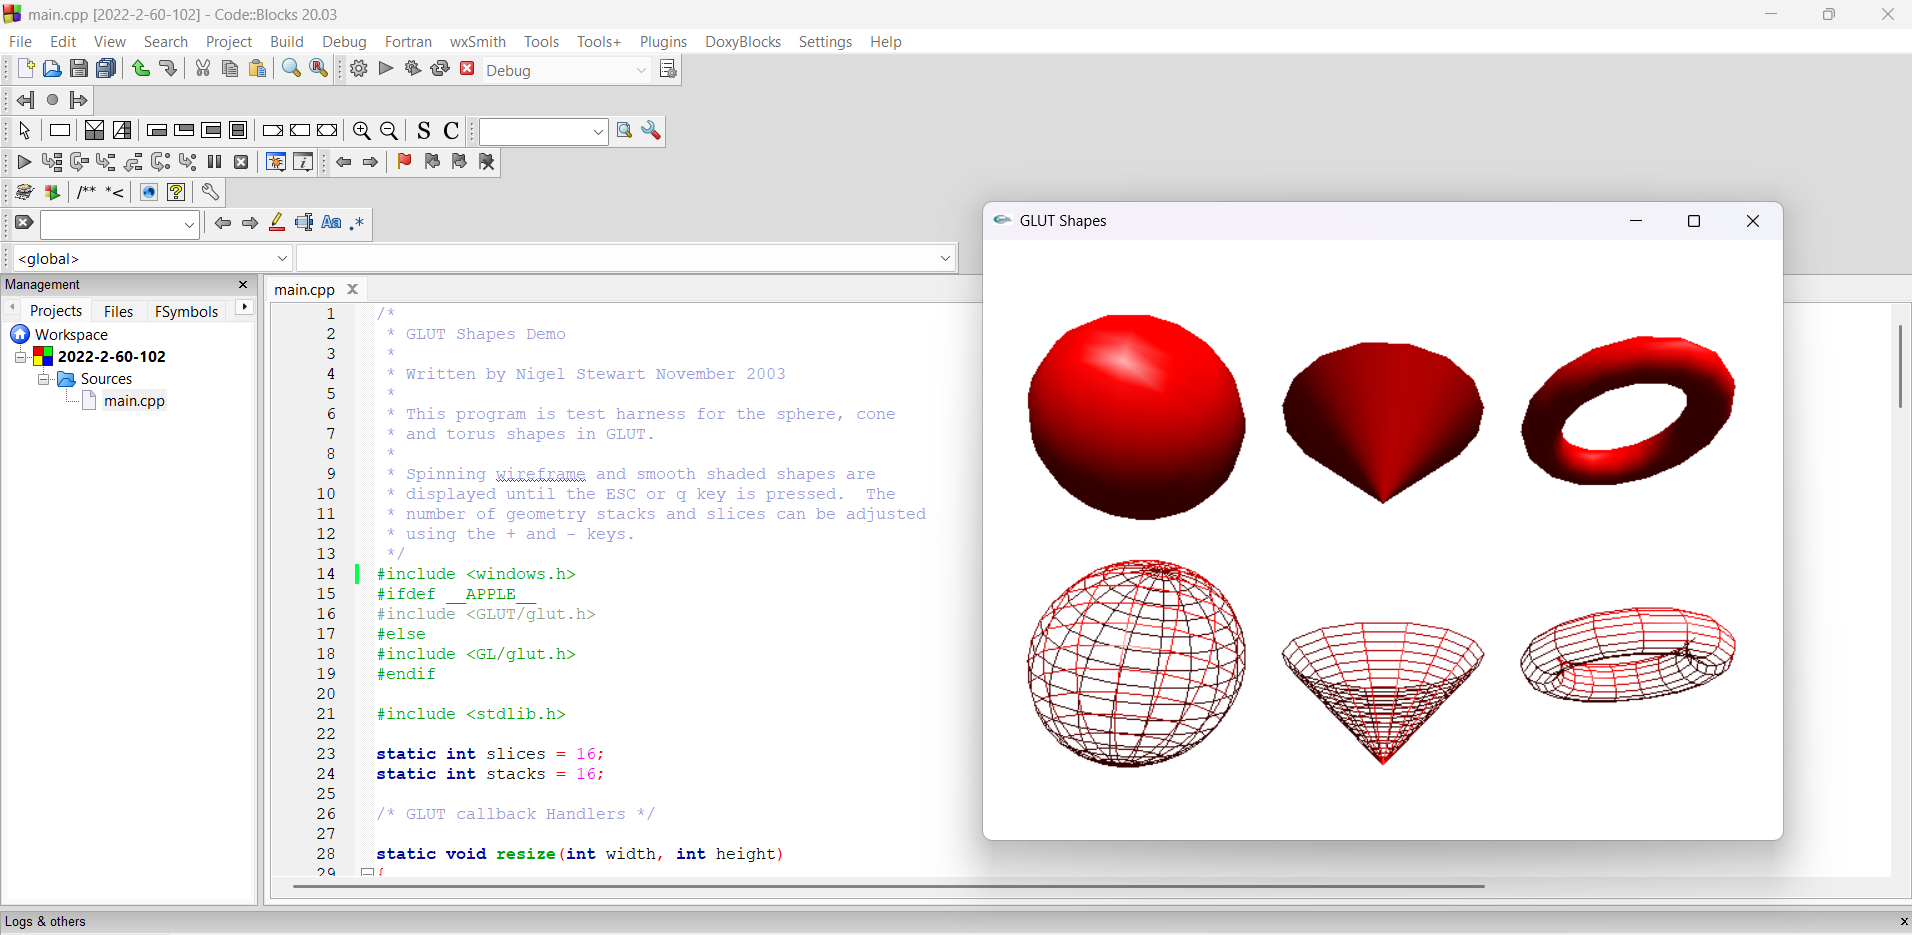 main.cpp [2022-2-60-102] - Code::Blocks 20.03
File Edit View Search Project Build Debug Fortran wxSmith Tools Tools+ Plugins DoxyBlocks Settings Help
Debug
S C
/** *<
Aa .*
<global>
Management
Projects Files FSymbols
Workspace
2022-2-60-102
Sources
main.cpp
main.cpp
1 /*
2 * GLUT Shapes Demo
3 *
4 * Written by Nigel Stewart November 2003
5 *
6 * This program is test harness for the sphere, cone
7 * and torus shapes in GLUT.
8 *
9 * Spinning wireframe and smooth shaded shapes are
10 * displayed until the ESC or q key is pressed.  The
11 * number of geometry stacks and slices can be adjusted
12 * using the + and - keys.
13 */
14 #include <windows.h>
15 #ifdef __APPLE__
16 #include <GLUT/glut.h>
17 #else
18 #include <GL/glut.h>
19 #endif
20
21 #include <stdlib.h>
22
23 static int slices = 16;
24 static int stacks = 16;
25
26 /* GLUT callback Handlers */
27
28 static void resize(int width, int height)
29 {
GLUT Shapes
Logs & others